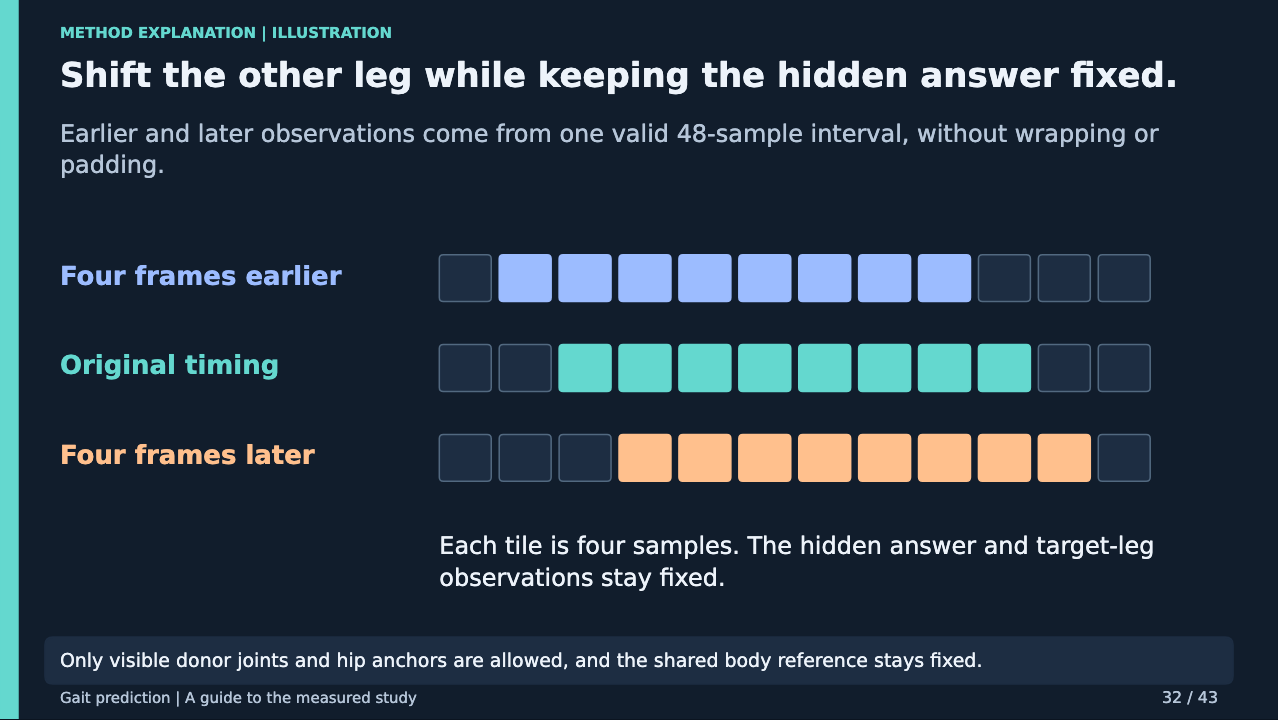 METHOD EXPLANATION | ILLUSTRATION
Shift the other leg while keeping the hidden answer fixed.
Earlier and later observations come from one valid 48-sample interval, without wrapping or
padding.
Four frames earlier
Original timing
Four frames later
Each tile is four samples. The hidden answer and target-leg
observations stay fixed.
Only visible donor joints and hip anchors are allowed, and the shared body reference stays fixed.
Gait prediction | A guide to the measured study
32 / 43